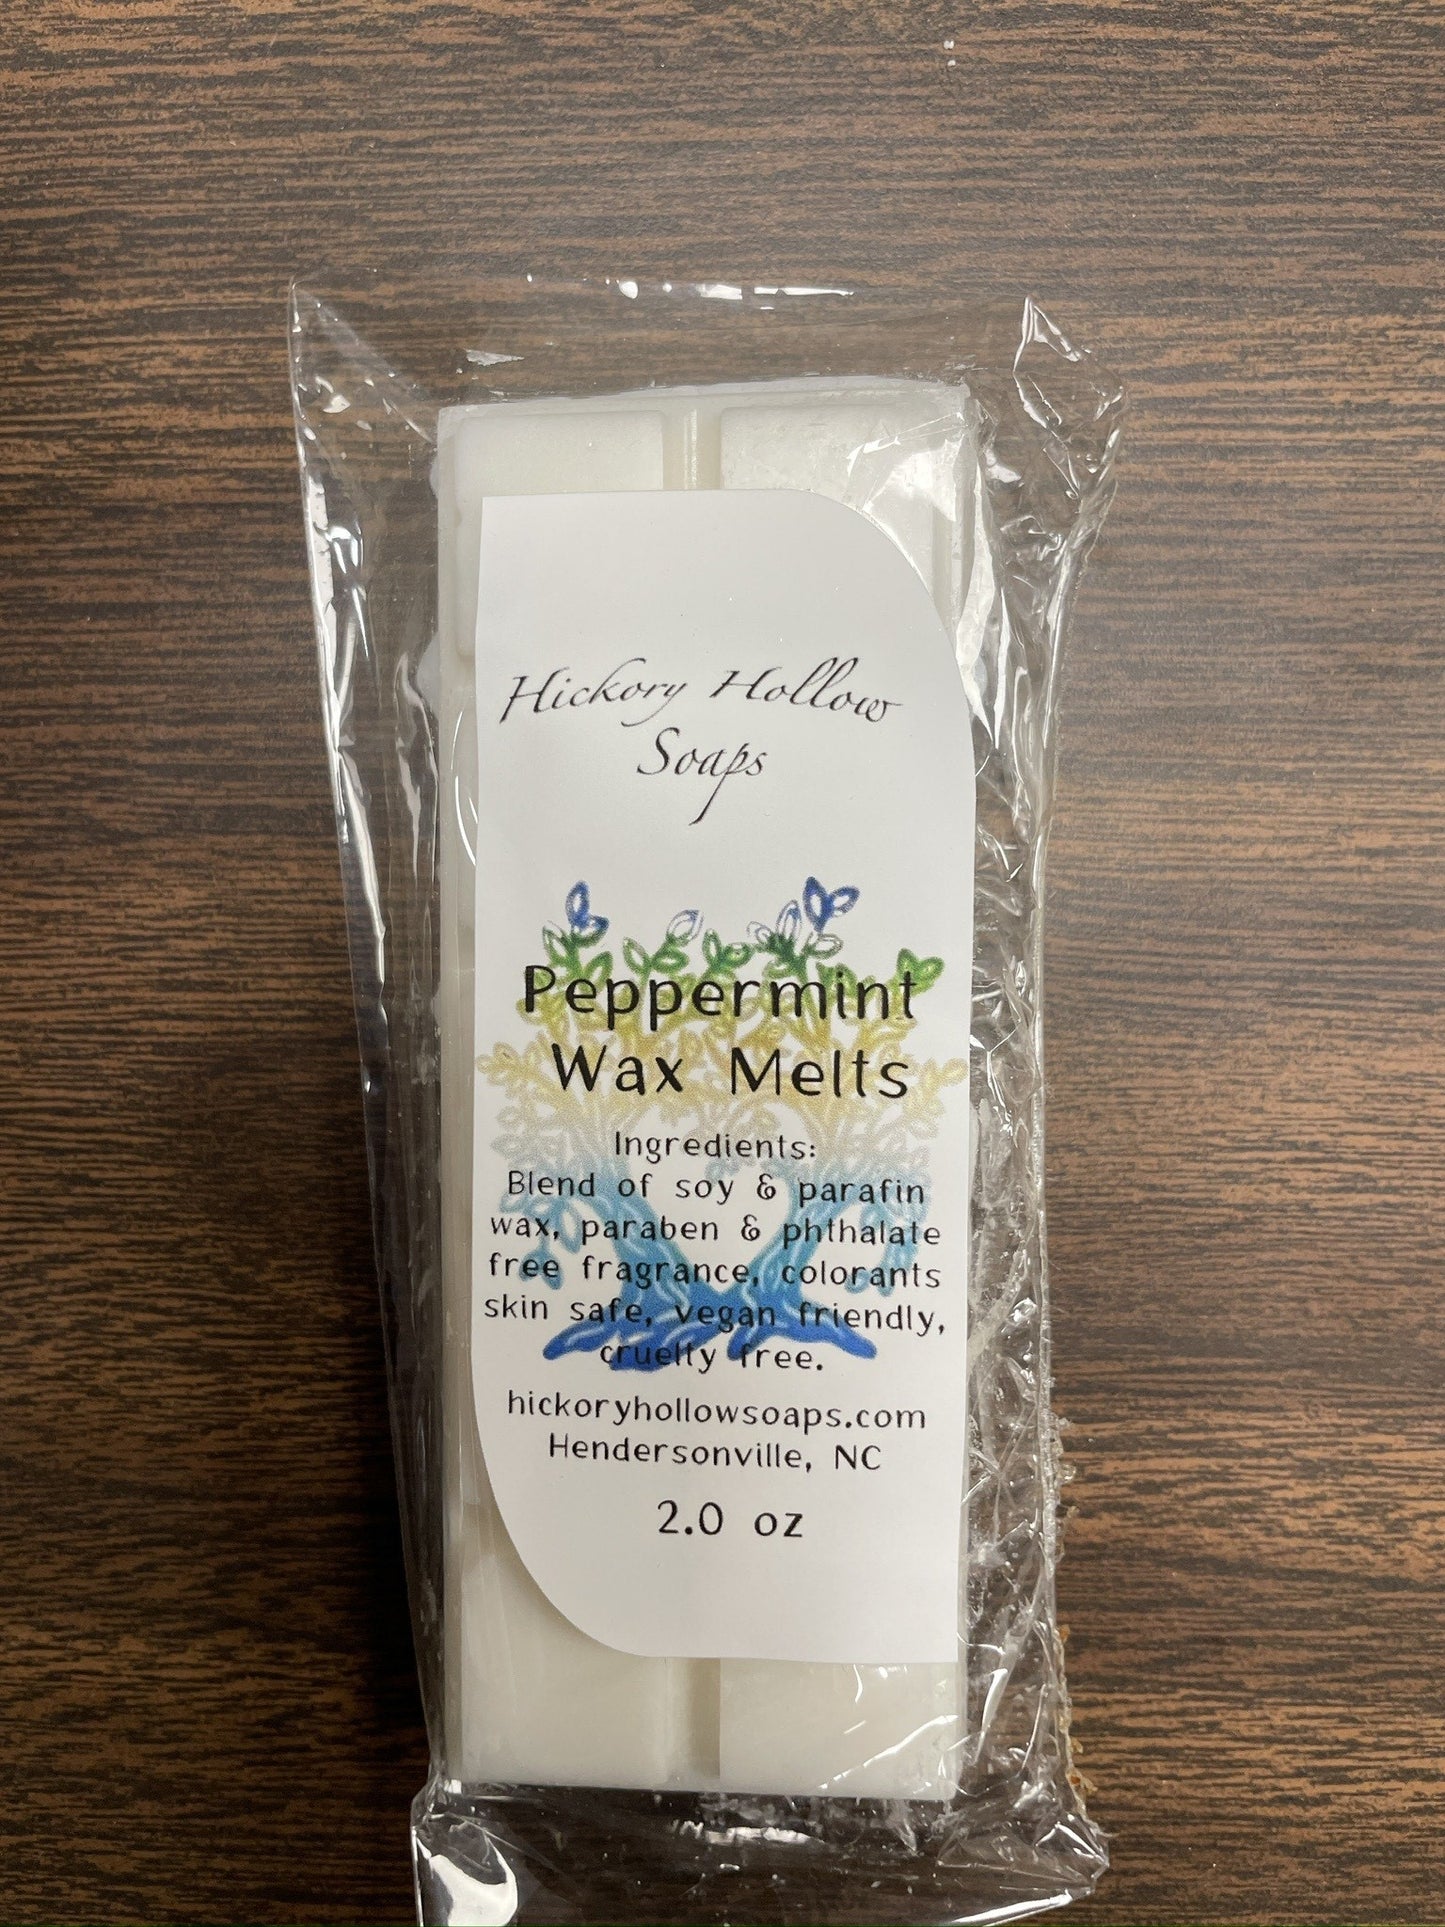 Hickory Hollow
Soaps
Peppermint
Wax Melts
Ingredients:
Blend of soy & parafin
wax, paraben & phthalate
free fragrance, colorants
skin safe, vegan friendly,
cruelty free.
hickoryhollowsoaps.com
Hendersonville, NC
2.0 oz